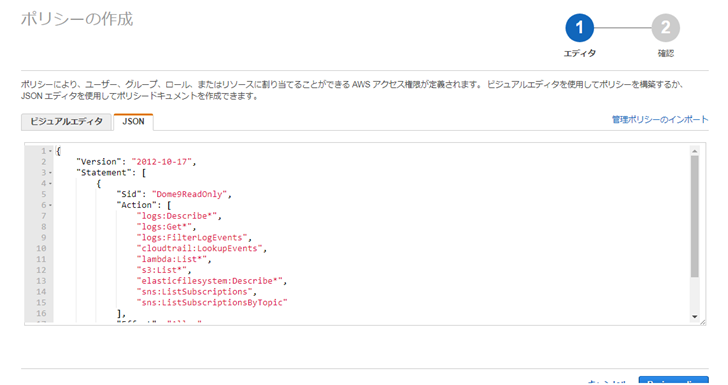 ポリシーの作成
1
2
エディタ
確認
ポリシーにより、ユーザー、グループ、ロール、またはリソースに割り当てることができる AWS アクセス権限が定義されます。 ビジュアルエディタを使用してポリシーを構築するか、
JSON エディタを使用してポリシードキュメントを作成できます。
ビジュアルエディタ
JSON
管理ポリシーのインポート
1 {
2 "Version": "2012-10-17",
3 "Statement": [
4 {
5 "Sid": "Dome9ReadOnly",
6 "Action": [
7 "logs:Describe*",
8 "logs:Get*",
9 "logs:FilterLogEvents",
10 "cloudtrail:LookupEvents",
11 "lambda:List*",
12 "s3:List*",
13 "elasticfilesystem:Describe*",
14 "sns:ListSubscriptions",
15 "sns:ListSubscriptionsByTopic"
16 ],